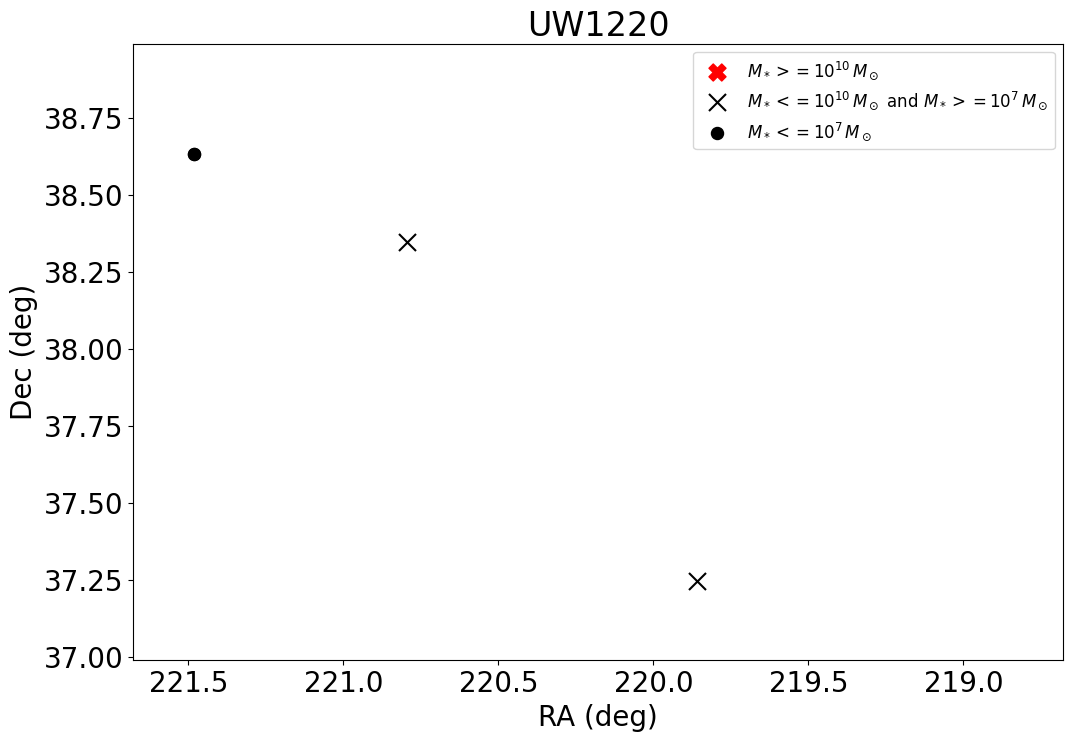 UW1220
M* >= 10^10 M⊙
M* <= 10^10 M⊙ and M* >= 10^7 M⊙
M* <= 10^7 M⊙
38.75
38.50
38.25
38.00
37.75
37.50
37.25
37.00
Dec (deg)
221.5 221.0 220.5 220.0 219.5 219.0
RA (deg)